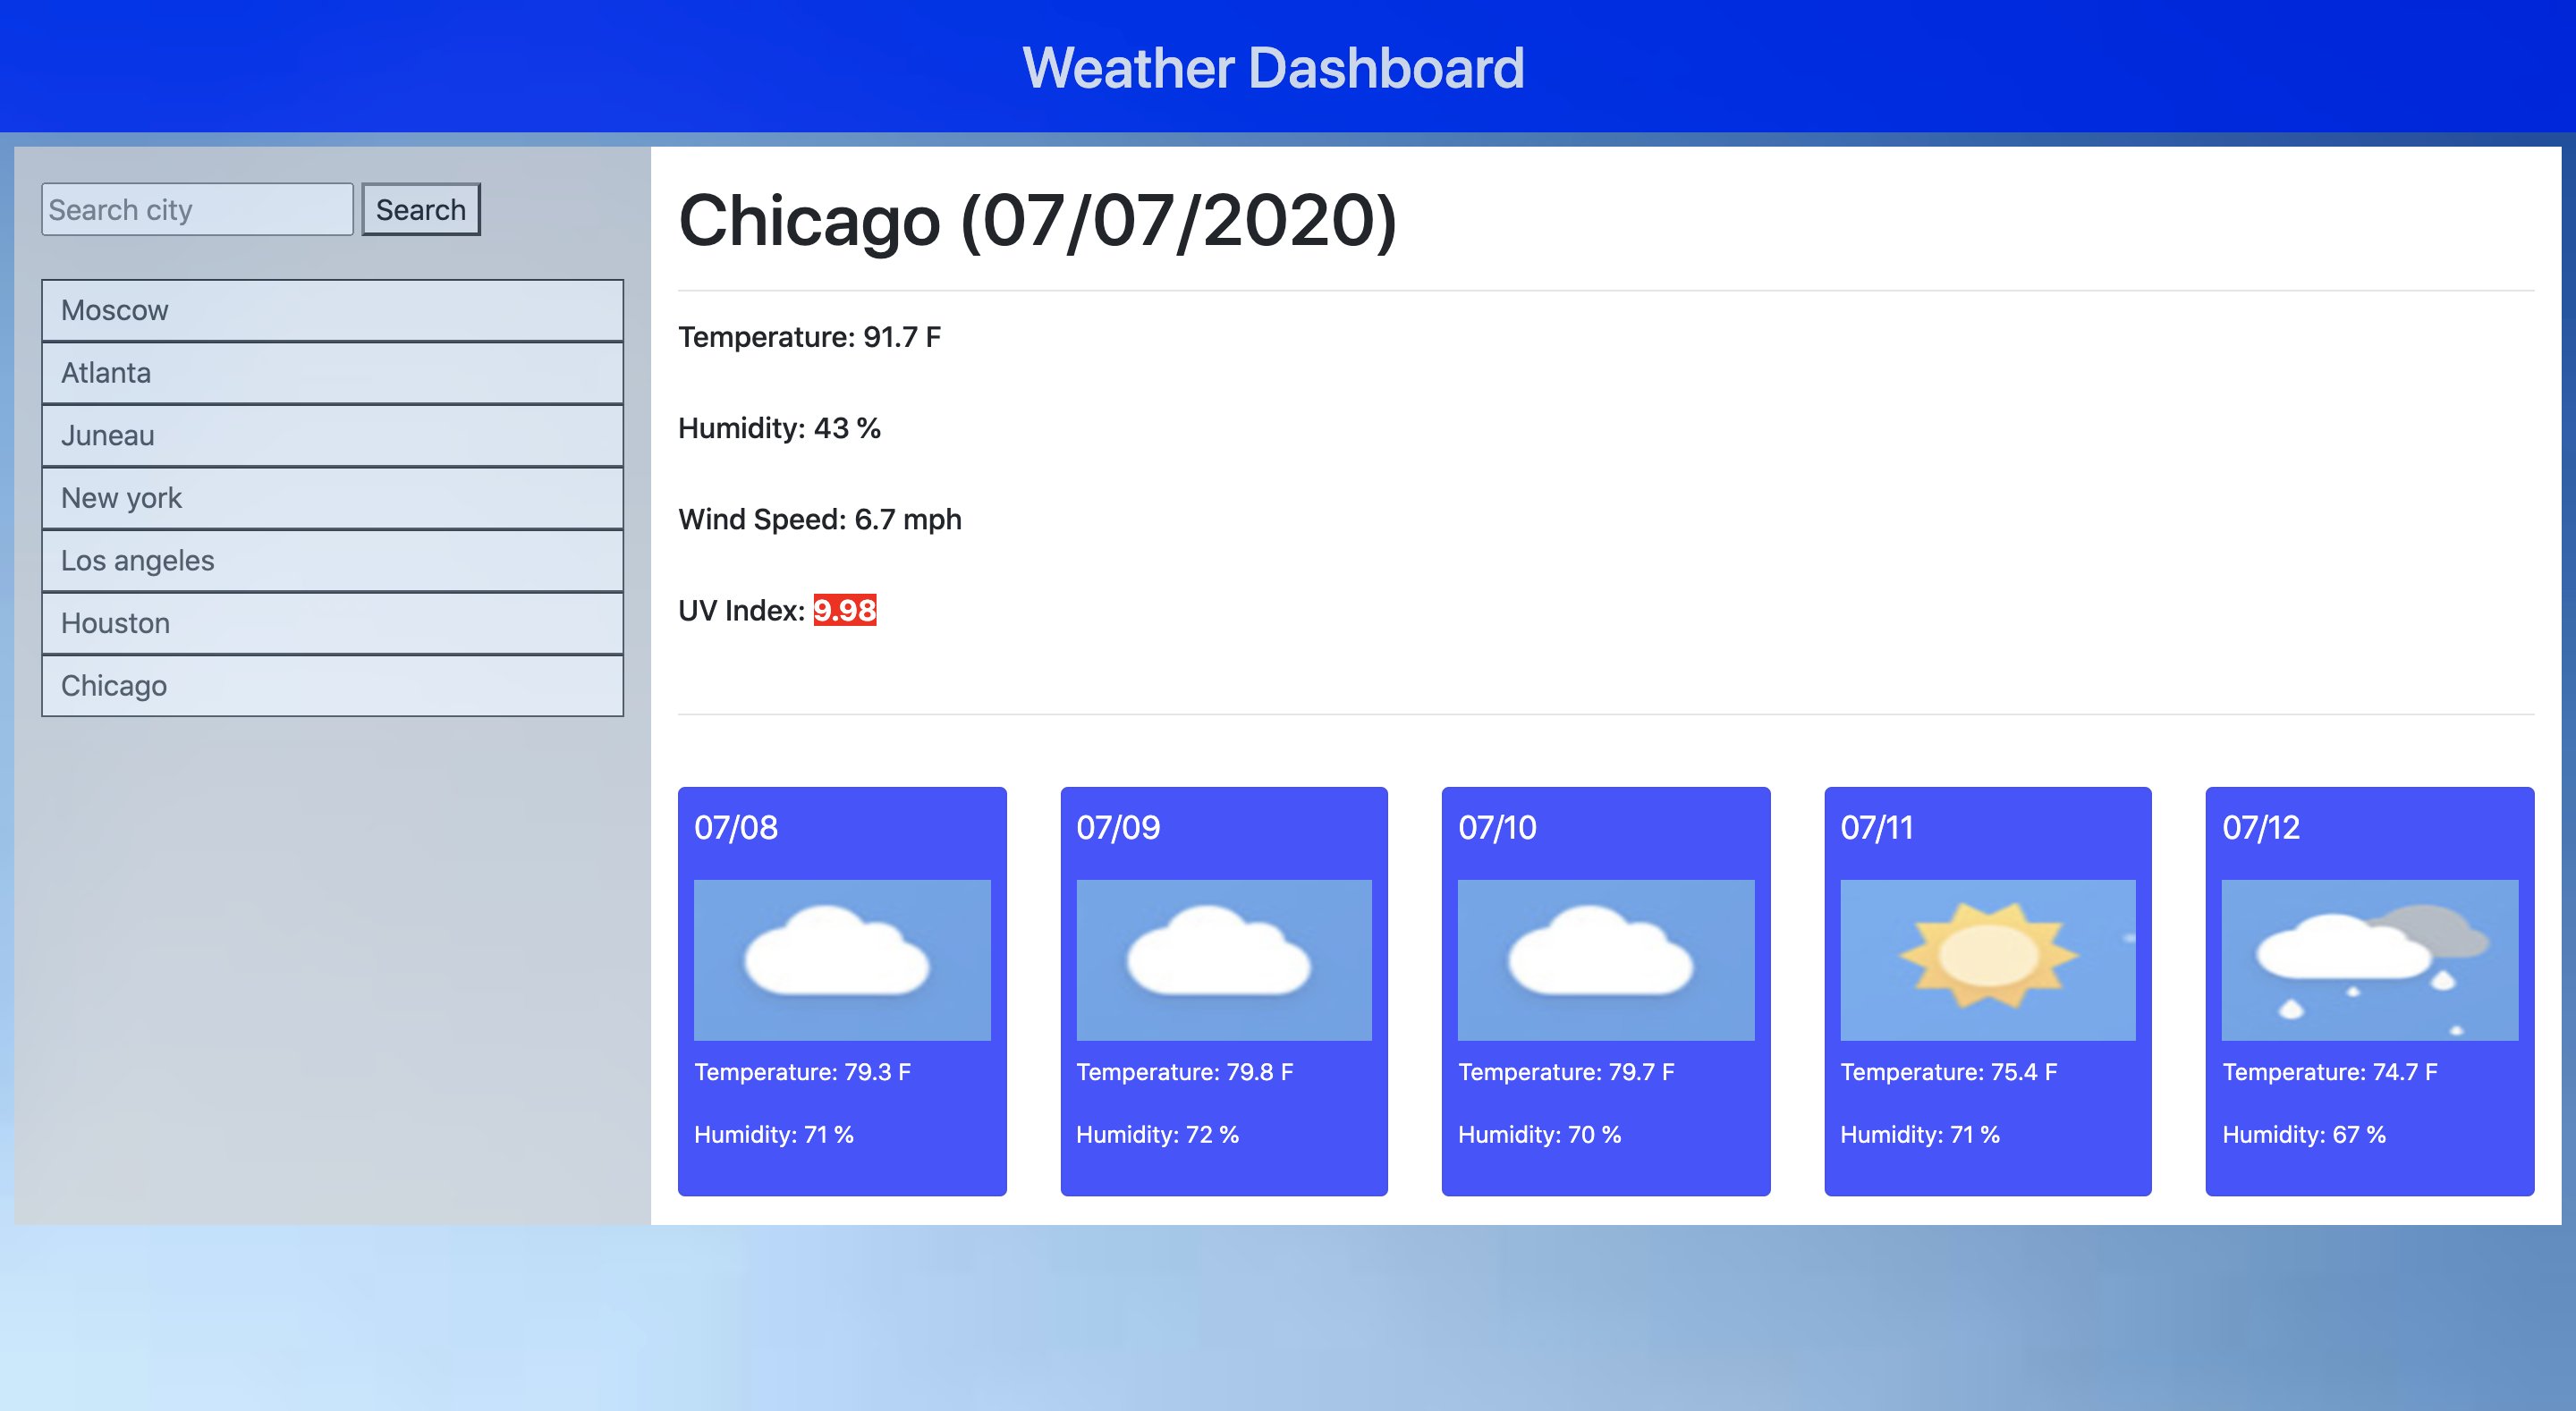 Weather Dashboard
Search city
Search
Moscow
Atlanta
Juneau
New york
Los angeles
Houston
Chicago
Chicago (07/07/2020)
Temperature: 91.7 F
Humidity: 43 %
Wind Speed: 6.7 mph
UV Index: 9.98
07/08
Temperature: 79.3 F
Humidity: 71 %
07/09
Temperature: 79.8 F
Humidity: 72 %
07/10
Temperature: 79.7 F
Humidity: 70 %
07/11
Temperature: 75.4 F
Humidity: 71 %
07/12
Temperature: 74.7 F
Humidity: 67 %